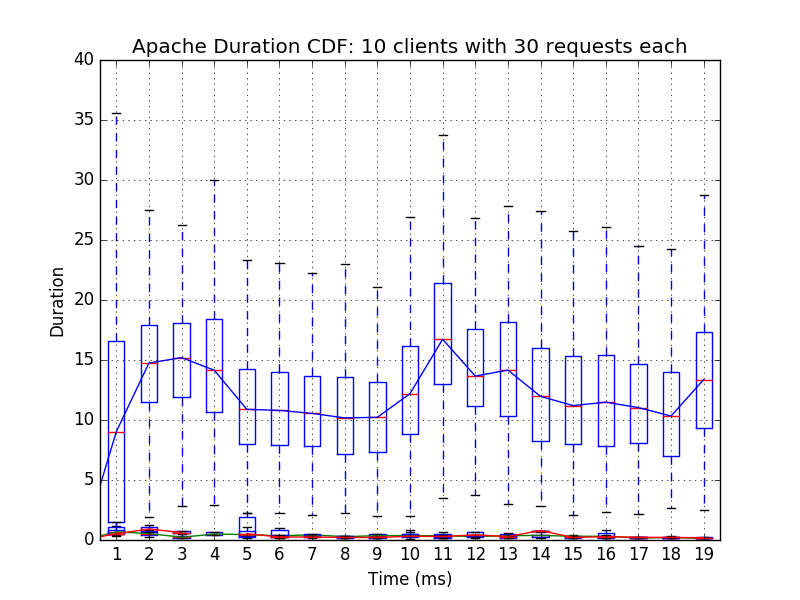 Apache Duration CDF: 10 clients with 30 requests each
40
35
30
25
20
15
10
5
0
Duration
1 2 3 4 5 6 7 8 9 10 11 12 13 14 15 16 17 18 19
Time (ms)